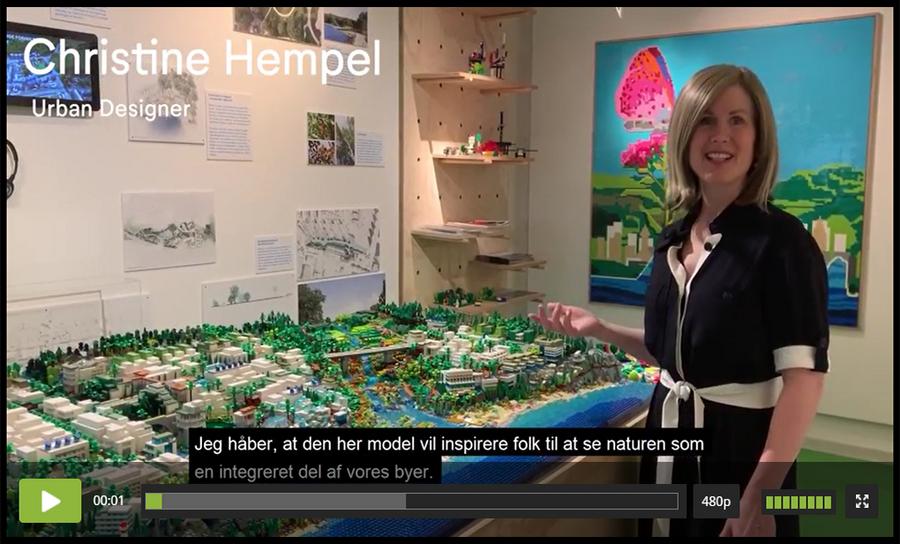 Christine Hempel
Urban Designer
Jeg håber, at den her model vil inspirere folk til at se naturen som
en integreret del af vores byer.
00:01
480p